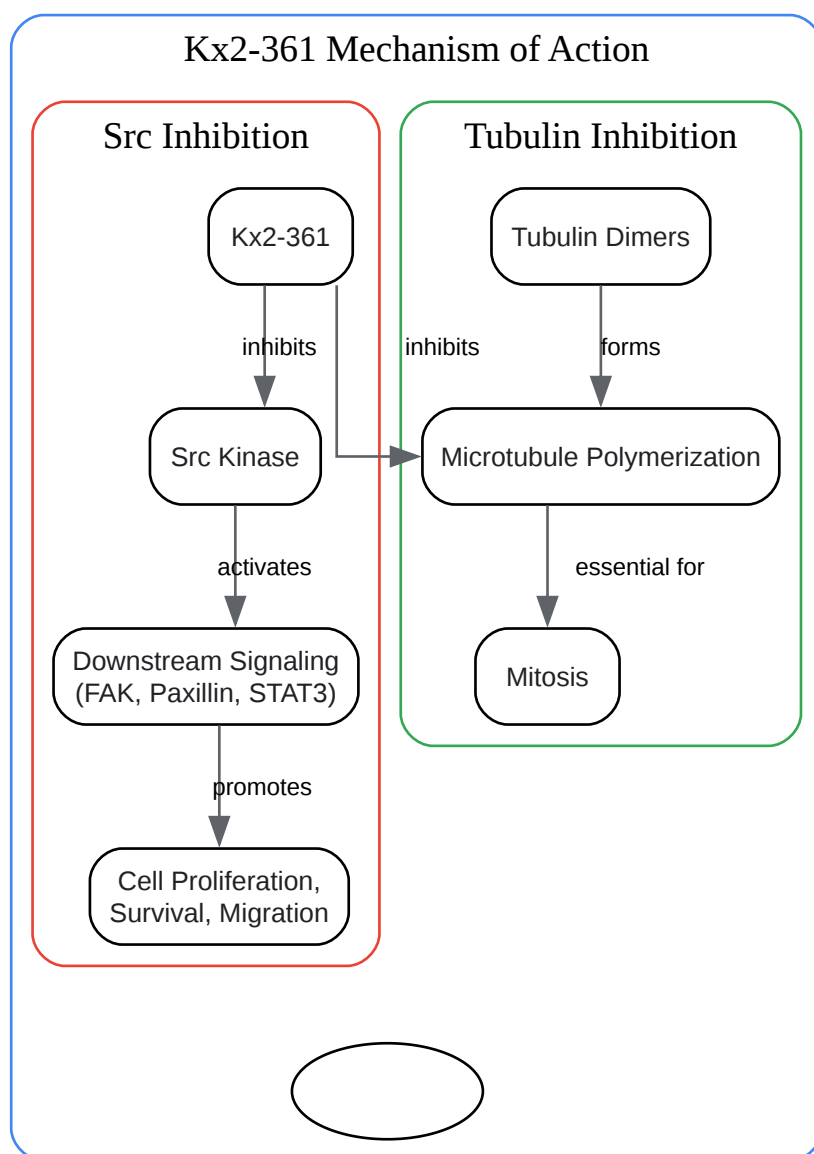 Kx2-361 Mechanism of Action
Src Inhibition
Kx2-361
inhibits
inhibits
Src Kinase
activates
Downstream Signaling
(FAK, Paxillin, STAT3)
promotes
Cell Proliferation,
Survival, Migration
Tubulin Inhibition
Tubulin Dimers
forms
Microtubule Polymerization
essential for
Mitosis